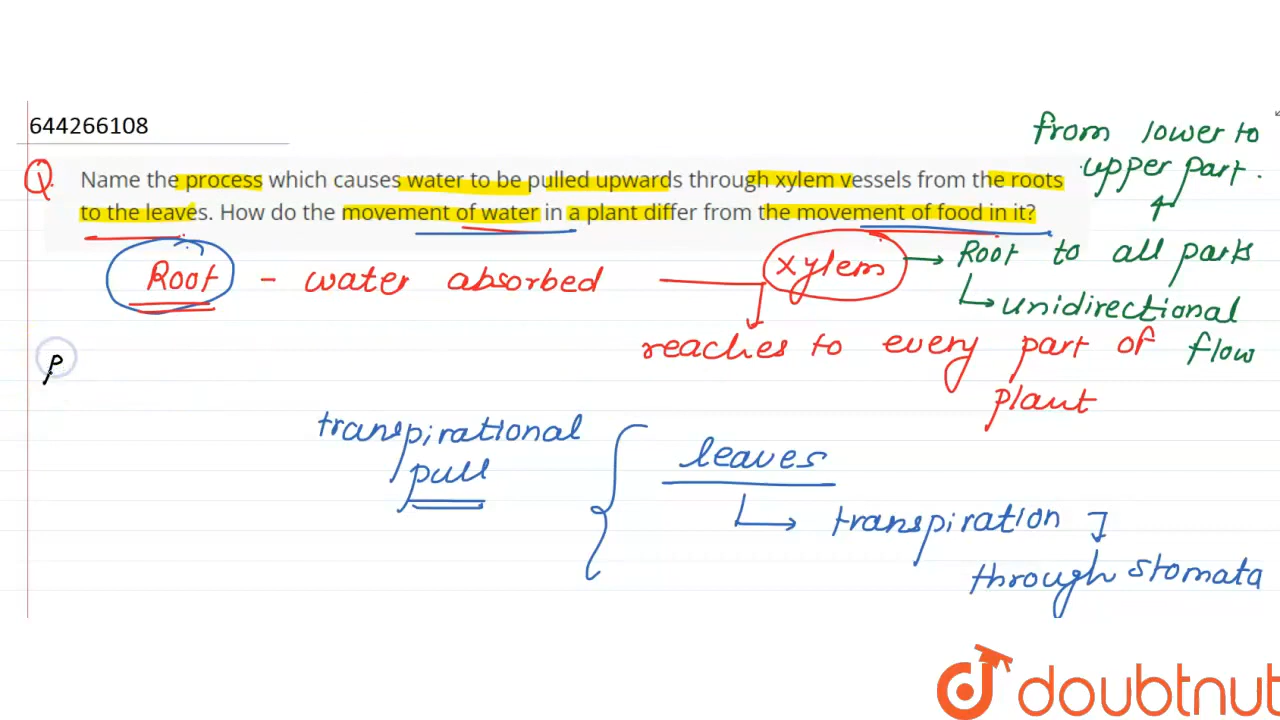 644266108
from lower to
upper part.
Q. Name the process which causes water to be pulled upwards through xylem vessels from the roots
to the leaves. How do the movement of water in a plant differ from the movement of food in it?
Root - water absorbed xylem → Root to all parts
unidirectional
reaches to every part of flow
plant
P
transpirational
pull
leaves
transpiration
through stomata
doubtnut